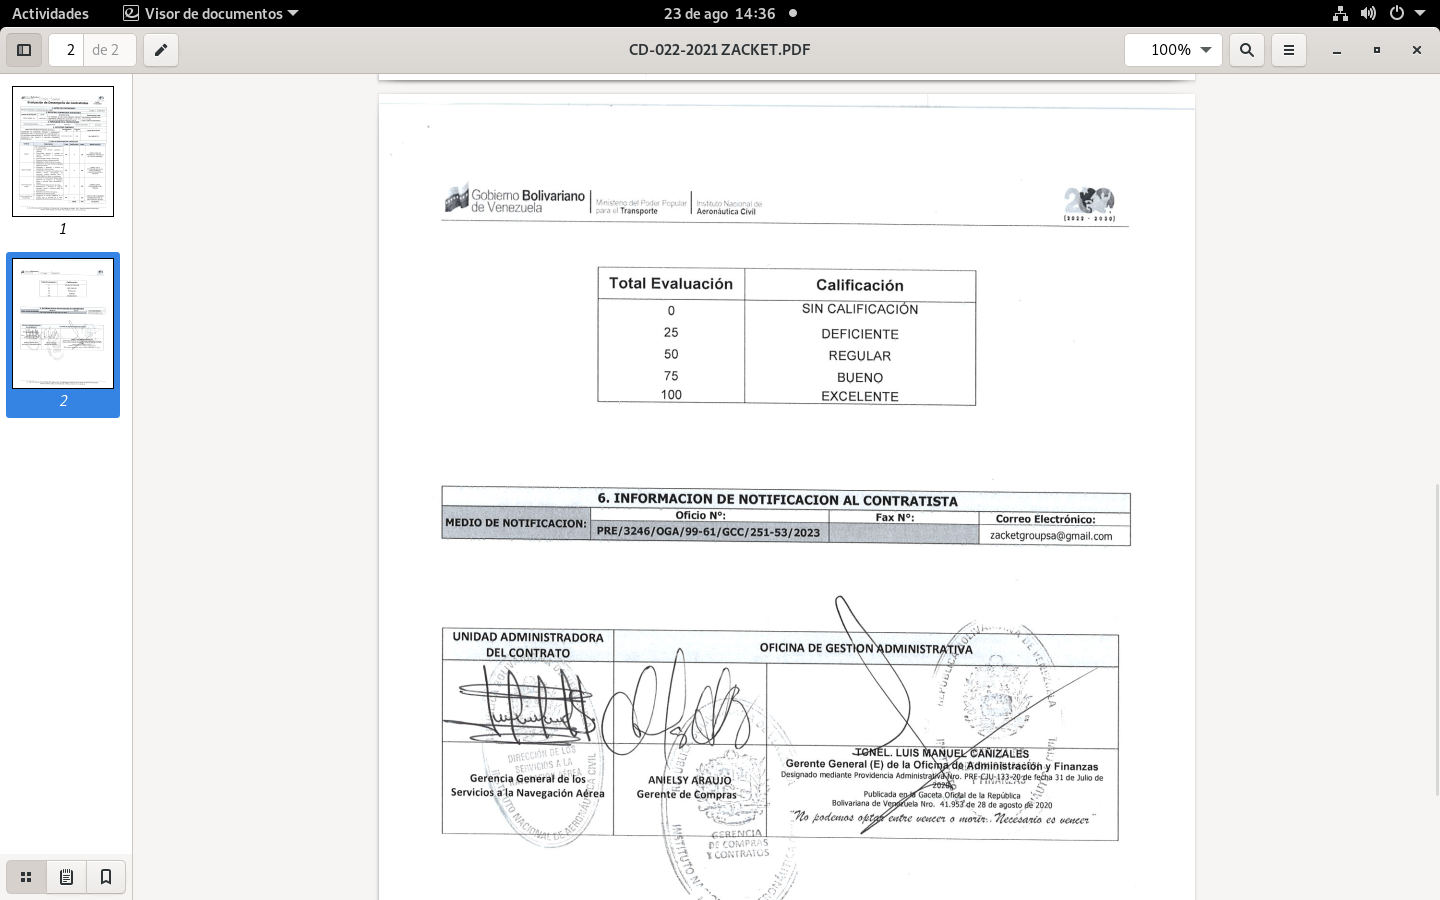 Actividades
Visor de documentos
23 de ago 14:36
2
de 2
CD-022-2021 ZACKET.PDF
100%
Evaluación de Desempeño de Contratistas
1
2
Gobierno Bolivariano
de Venezuela
Ministerio del Poder Popular
para el Transporte
Instituto Nacional de
Aeronáutica Civil
Total Evaluación Calificación
0 SIN CALIFICACIÓN
25 DEFICIENTE
50 REGULAR
75 BUENO
100 EXCELENTE
6. INFORMACION DE NOTIFICACION AL CONTRATISTA
MEDIO DE NOTIFICACION:
Oficio Nº: Fax Nº: Correo Electrónico:
PRE/3246/OGA/99-61/GCC/251-53/2023
zacketgroupsa@gmail.com
UNIDAD ADMINISTRADORA
DEL CONTRATO
OFICINA DE GESTION ADMINISTRATIVA
DIRECCIÓN DE LOS
SERVICIOS A LA
INSTITUTO NACIONAL DE AERONÁUTICA CIVIL
Gerencia General de los
Servicios a la Navegación Aérea
ANIELSY ARAUJO
Gerente de Compras
GERENCIA
DE COMPRAS
Y CONTRATOS
REPÚBLICA BOLIVARIANA DE VENEZUELA
TCNEL. LUIS MANUEL CAÑIZALES
Gerente General (E) de la Oficina de Administración y Finanzas
Designado mediante Providencia Administrativa Nro. PRE-CJU-133-20 de fecha 31 de Julio de
2020
Publicada en la Gaceta Oficial de la República
Bolivariana de Venezuela Nro. 41.953 de 28 de agosto de 2020
"No podemos optar entre vencer o morir.. Necesario es vencer"